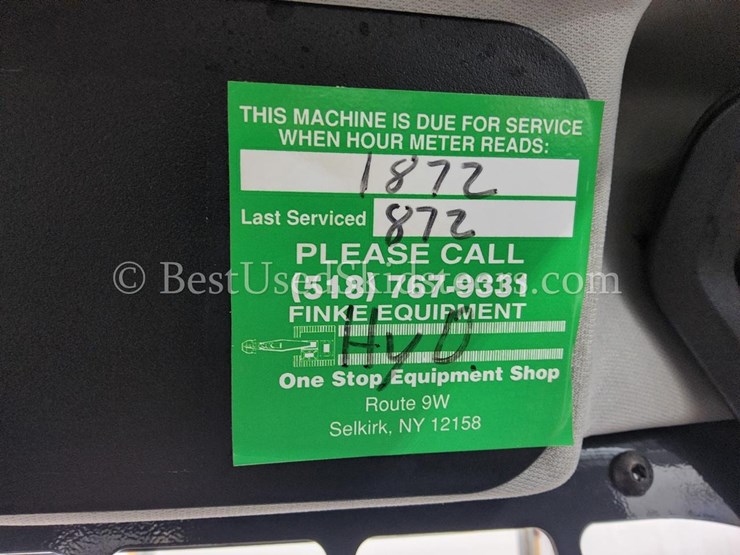 THIS MACHINE IS DUE FOR SERVICE
WHEN HOUR METER READS:
1872
Last Serviced 872
PLEASE CALL
© BestUsedSkidsteers.com
(518) 767-9331
FINKE EQUIPMENT
HyD.
One Stop Equipment Shop
Route 9W
Selkirk, NY 12158